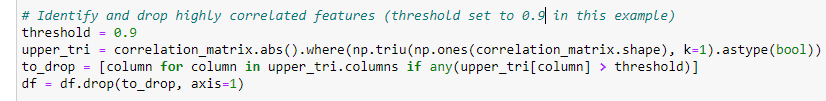 # Identify and drop highly correlated features (threshold set to 0.9 in this example)
threshold = 0.9
upper_tri = correlation_matrix.abs().where(np.triu(np.ones(correlation_matrix.shape), k=1).astype(bool))
to_drop = [column for column in upper_tri.columns if any(upper_tri[column] > threshold)]
df = df.drop(to_drop, axis=1)